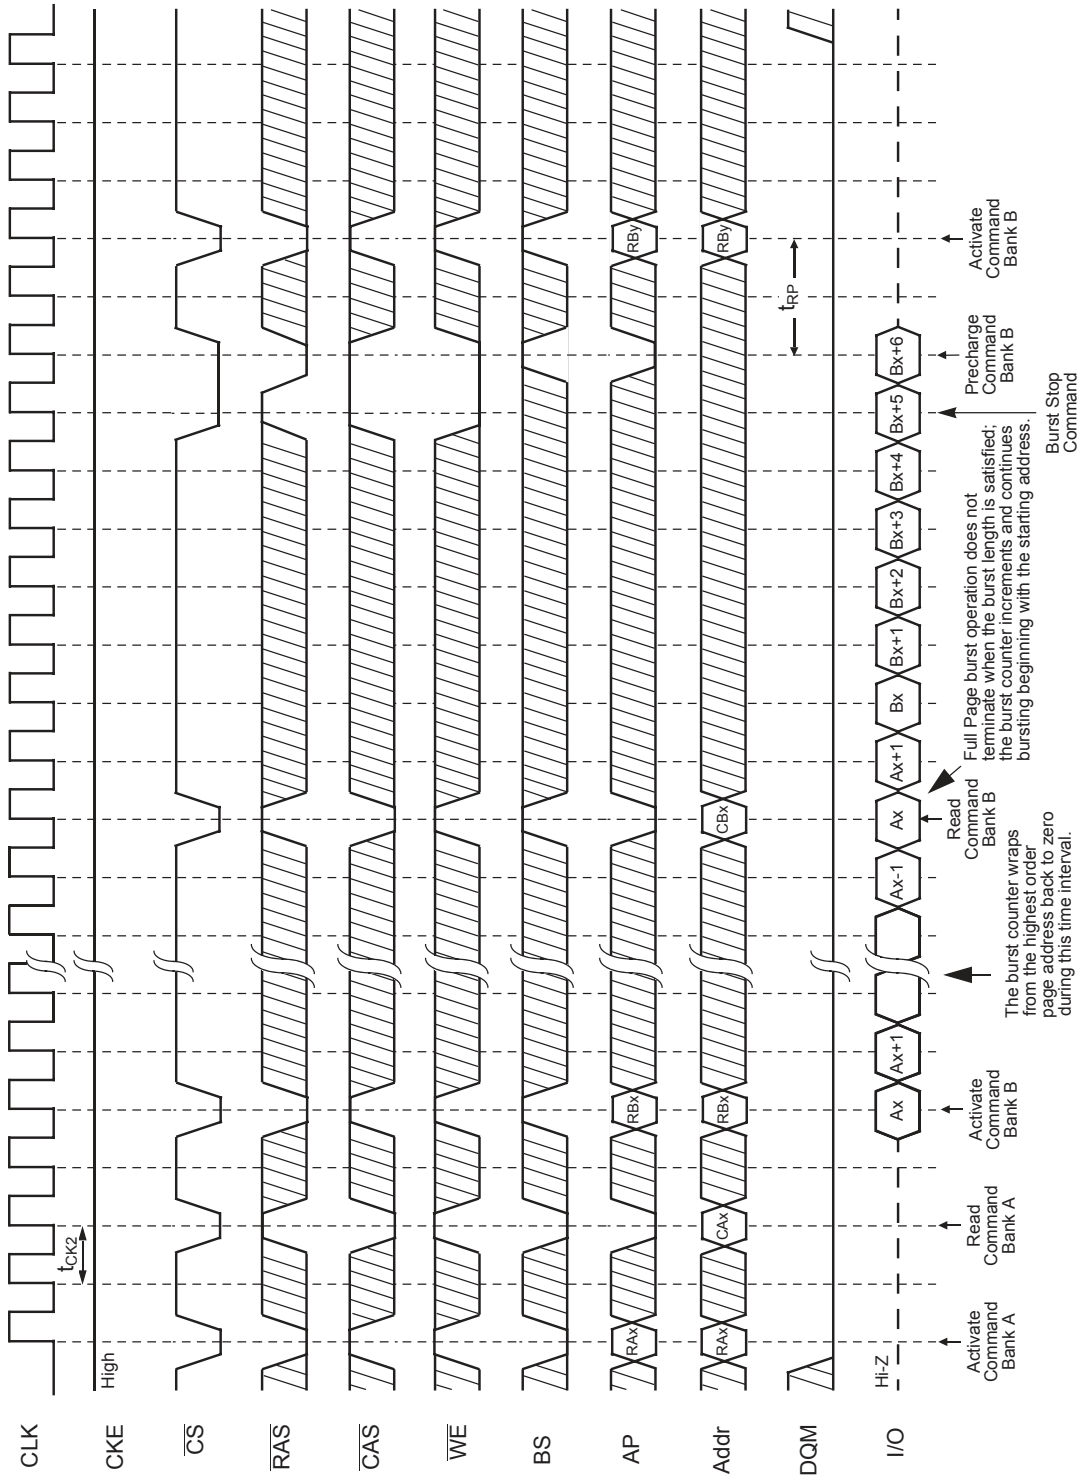 CLK
CKE
CS
RAS
CAS
WE
BS
AP
Addr
DQM
I/O
tCK2
High
RAx
RBx
RBy
RAx
CAx
RBx
CBx
RBy
tRP
Hi-Z
Ax
Ax+1
Ax-1
Ax
Ax+1
Bx
Bx+1
Bx+2
Bx+3
Bx+4
Bx+5
Bx+6
Activate
Command
Bank A
Read
Command
Bank A
Activate
Command
Bank B
The burst counter wraps
from the highest order
page address back to zero
during this time interval.
Read
Command
Bank B
Full Page burst operation does not
terminate when the burst length is satisfied;
the burst counter increments and continues
bursting beginning with the starting address.
Burst Stop
Command
Precharge
Command
Bank B
Activate
Command
Bank B